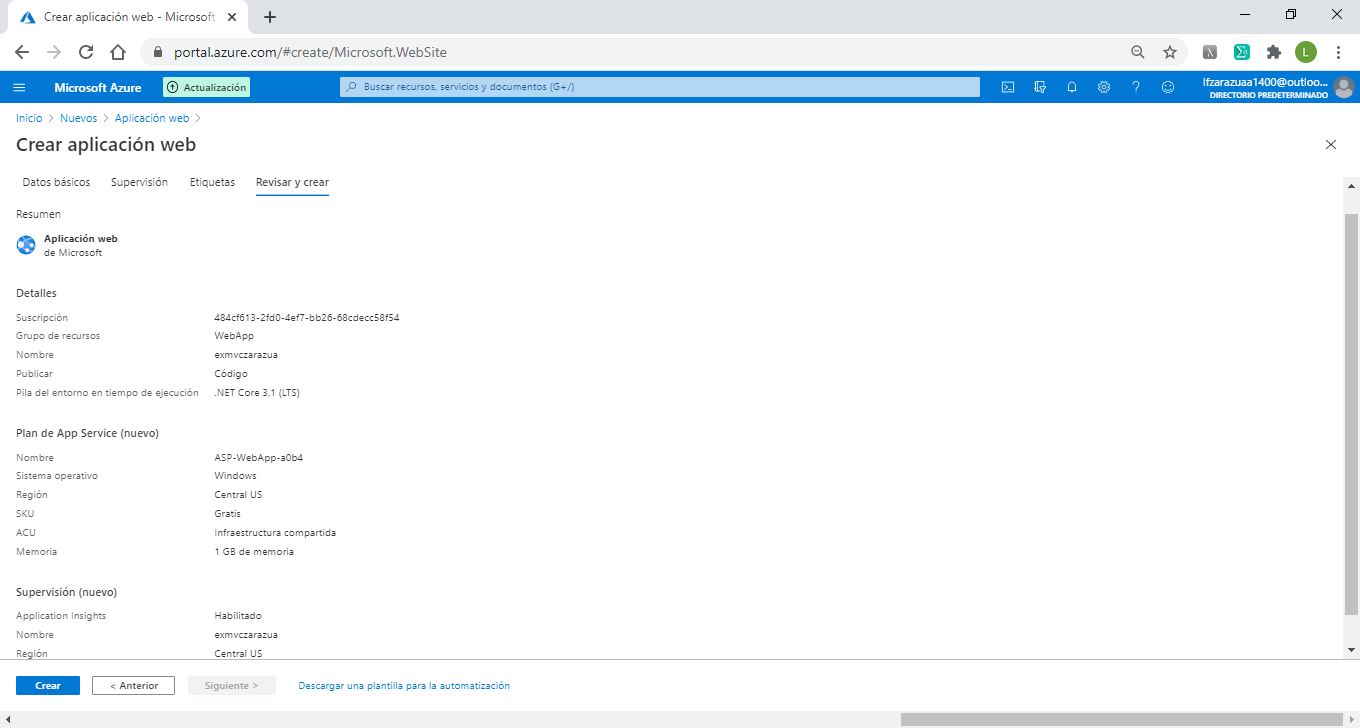 Crear aplicación web - Microsoft
portal.azure.com/#create/Microsoft.WebSite
L
Microsoft Azure
Actualización
Buscar recursos, servicios y documentos (G+/)
lfzarazuaa1400@outloo...
DIRECTORIO PREDETERMINADO
Inicio > Nuevos > Aplicación web >
Crear aplicación web
Datos básicos Supervisión Etiquetas Revisar y crear
Resumen
Aplicación web
de Microsoft
Detalles
Suscripción 484cf613-2fd0-4ef7-bb26-68cdecc58f54
Grupo de recursos WebApp
Nombre exmvczarazua
Publicar Código
Pila del entorno en tiempo de ejecución .NET Core 3.1 (LTS)
Plan de App Service (nuevo)
Nombre ASP-WebApp-a0b4
Sistema operativo Windows
Región Central US
SKU Gratis
ACU Infraestructura compartida
Memoria 1 GB de memoria
Supervisión (nuevo)
Application Insights Habilitado
Nombre exmvczarazua
Región Central US
Crear < Anterior Siguiente > Descargar una plantilla para la automatización